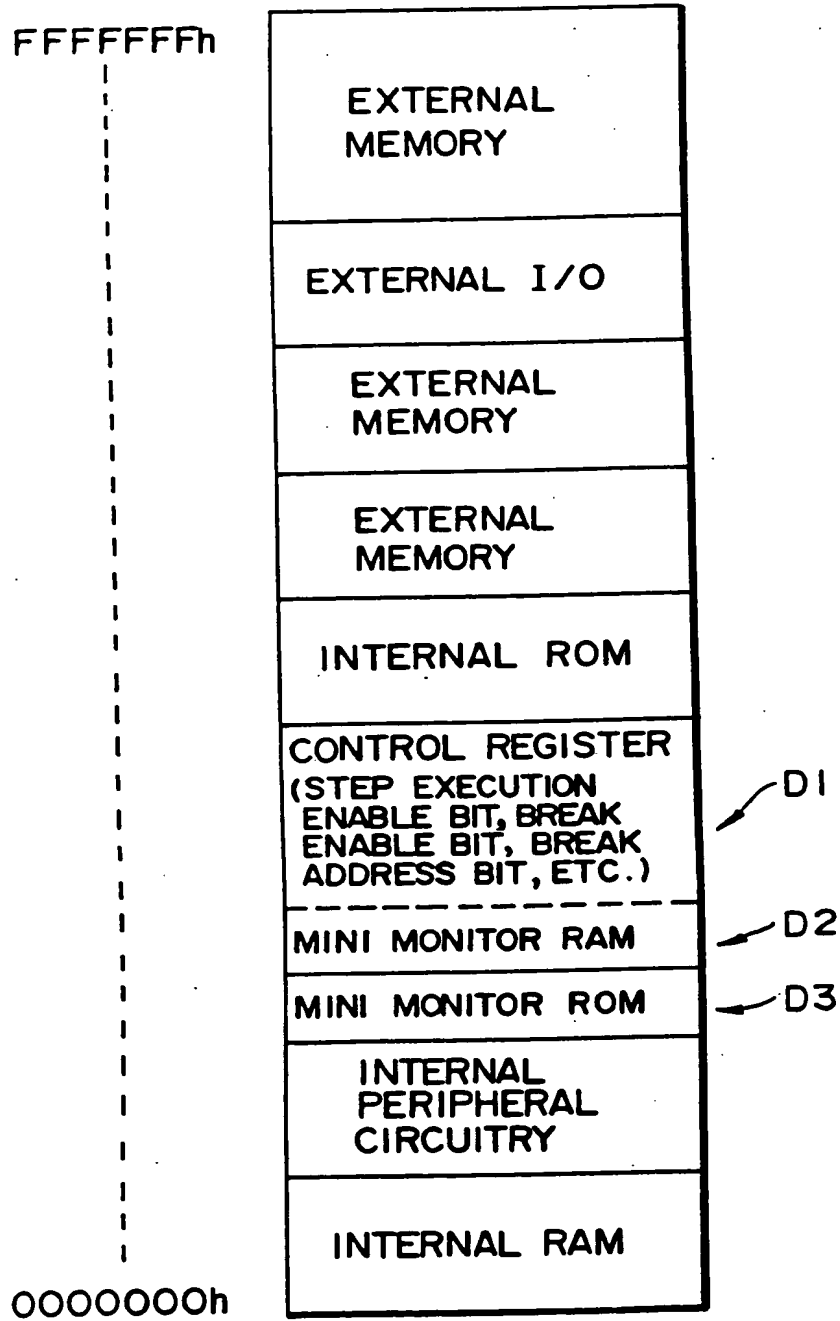 FFFFFFFh
EXTERNAL
MEMORY
EXTERNAL I/O
EXTERNAL
MEMORY
EXTERNAL
MEMORY
INTERNAL ROM
CONTROL REGISTER
(STEP EXECUTION
ENABLE BIT, BREAK
ENABLE BIT, BREAK
ADDRESS BIT, ETC.)
D1
MINI MONITOR RAM
D2
MINI MONITOR ROM
D3
INTERNAL
PERIPHERAL
CIRCUITRY
INTERNAL RAM
0000000h